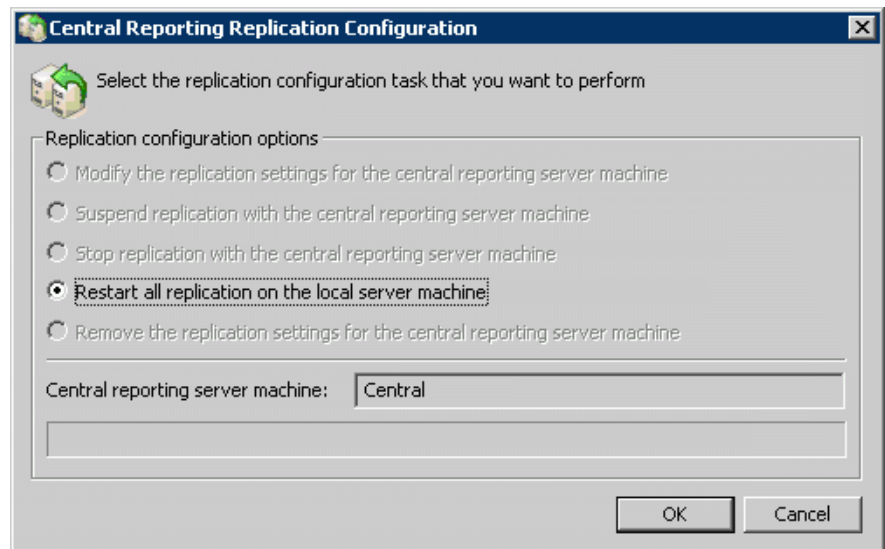 Central Reporting Replication Configuration
Select the replication configuration task that you want to perform
Replication configuration options
Modify the replication settings for the central reporting server machine
Suspend replication with the central reporting server machine
Stop replication with the central reporting server machine
Restart all replication on the local server machine
Remove the replication settings for the central reporting server machine
Central reporting server machine: Central
OK Cancel